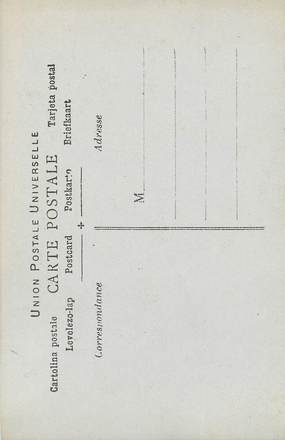 UNION POSTALE UNIVERSELLE
CARTE POSTALE
Cartolina postale
Tarjeta postal
Levelezo-lap Postcard Postkarte Briefkaart
Correspondance
Adresse
M